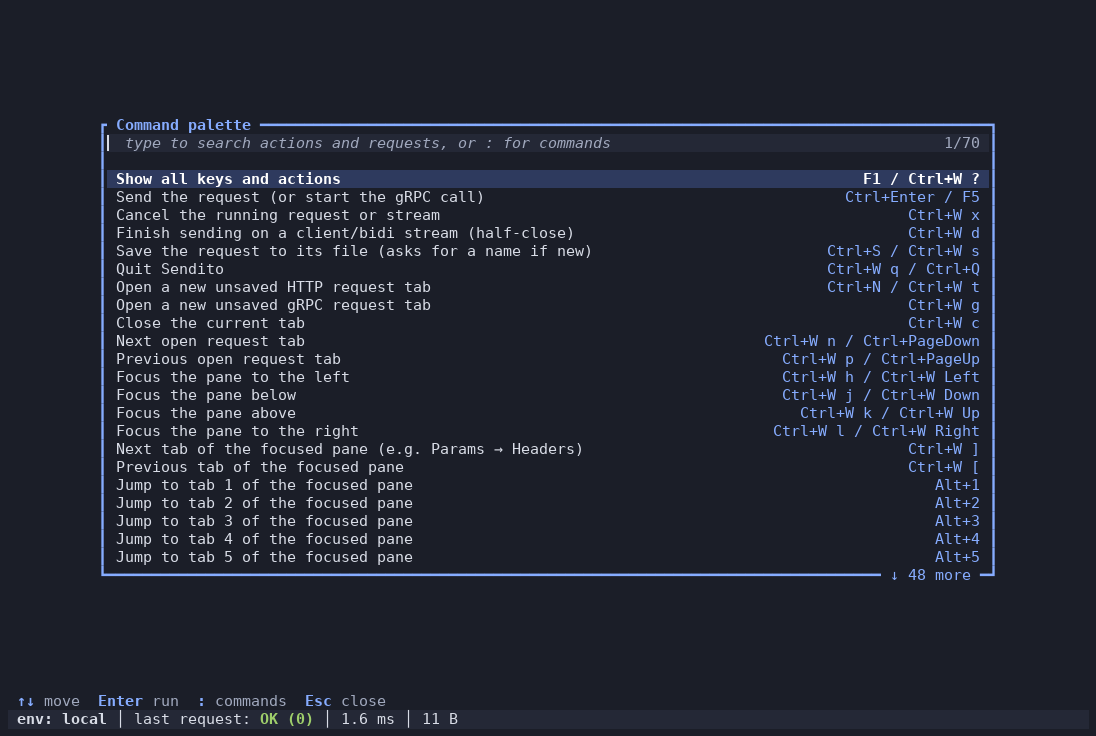 Command palette
type to search actions and requests, or : for commands 1/70
Show all keys and actions F1 / Ctrl+W ?
Send the request (or start the gRPC call) Ctrl+Enter / F5
Cancel the running request or stream Ctrl+W x
Finish sending on a client/bidi stream (half-close) Ctrl+W d
Save the request to its file (asks for a name if new) Ctrl+S / Ctrl+W s
Quit Sendito Ctrl+W q / Ctrl+Q
Open a new unsaved HTTP request tab Ctrl+N / Ctrl+W t
Open a new unsaved gRPC request tab Ctrl+W g
Close the current tab Ctrl+W c
Next open request tab Ctrl+W n / Ctrl+PageDown
Previous open request tab Ctrl+W p / Ctrl+PageUp
Focus the pane to the left Ctrl+W h / Ctrl+W Left
Focus the pane below Ctrl+W j / Ctrl+W Down
Focus the pane above Ctrl+W k / Ctrl+W Up
Focus the pane to the right Ctrl+W l / Ctrl+W Right
Next tab of the focused pane (e.g. Params → Headers) Ctrl+W ]
Previous tab of the focused pane Ctrl+W [
Jump to tab 1 of the focused pane Alt+1
Jump to tab 2 of the focused pane Alt+2
Jump to tab 3 of the focused pane Alt+3
Jump to tab 4 of the focused pane Alt+4
Jump to tab 5 of the focused pane Alt+5
↓ 48 more
↑↓ move Enter run : commands Esc close
env: local │ last request: OK (0) │ 1.6 ms │ 11 B